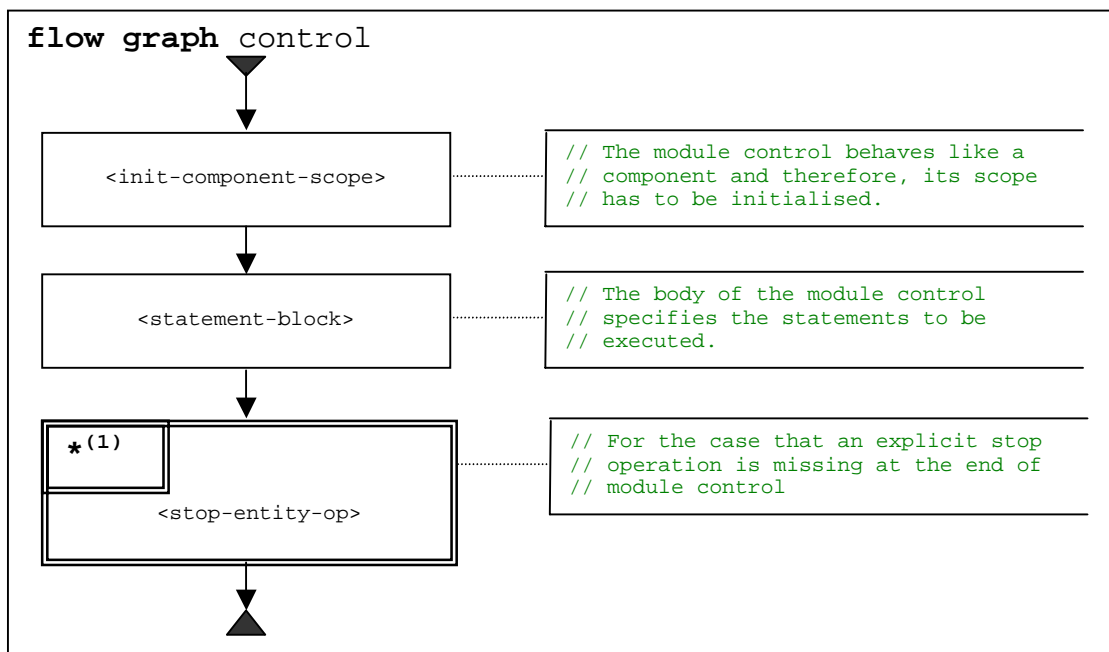 flow graph control
<init-component-scope>
// The module control behaves like a
// component and therefore, its scope
// has to be initialised.
<statement-block>
// The body of the module control
// specifies the statements to be
// executed.
*(1)
<stop-entity-op>
// For the case that an explicit stop
// operation is missing at the end of
// module control